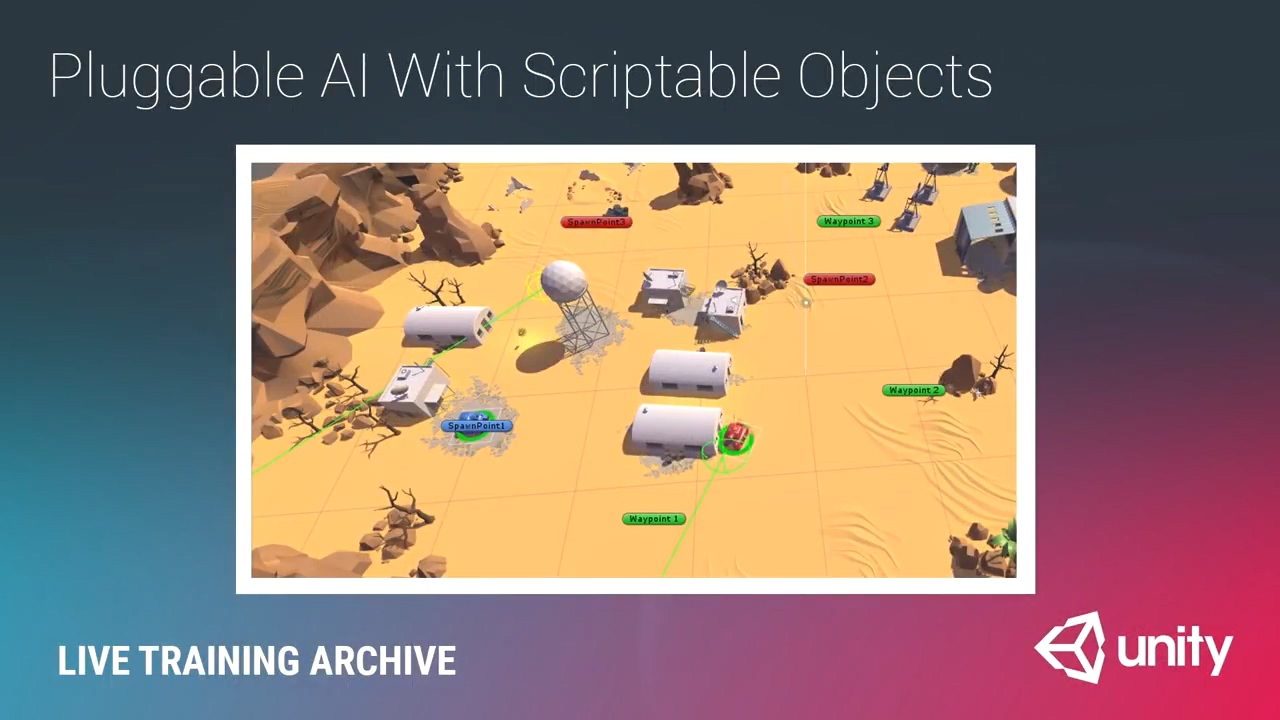 Pluggable AI With Scriptable Objects
SpawnPoint3
Waypoint 3
SpawnPoint2
Waypoint 2
SpawnPoint1
Waypoint 1
LIVE TRAINING ARCHIVE
unity